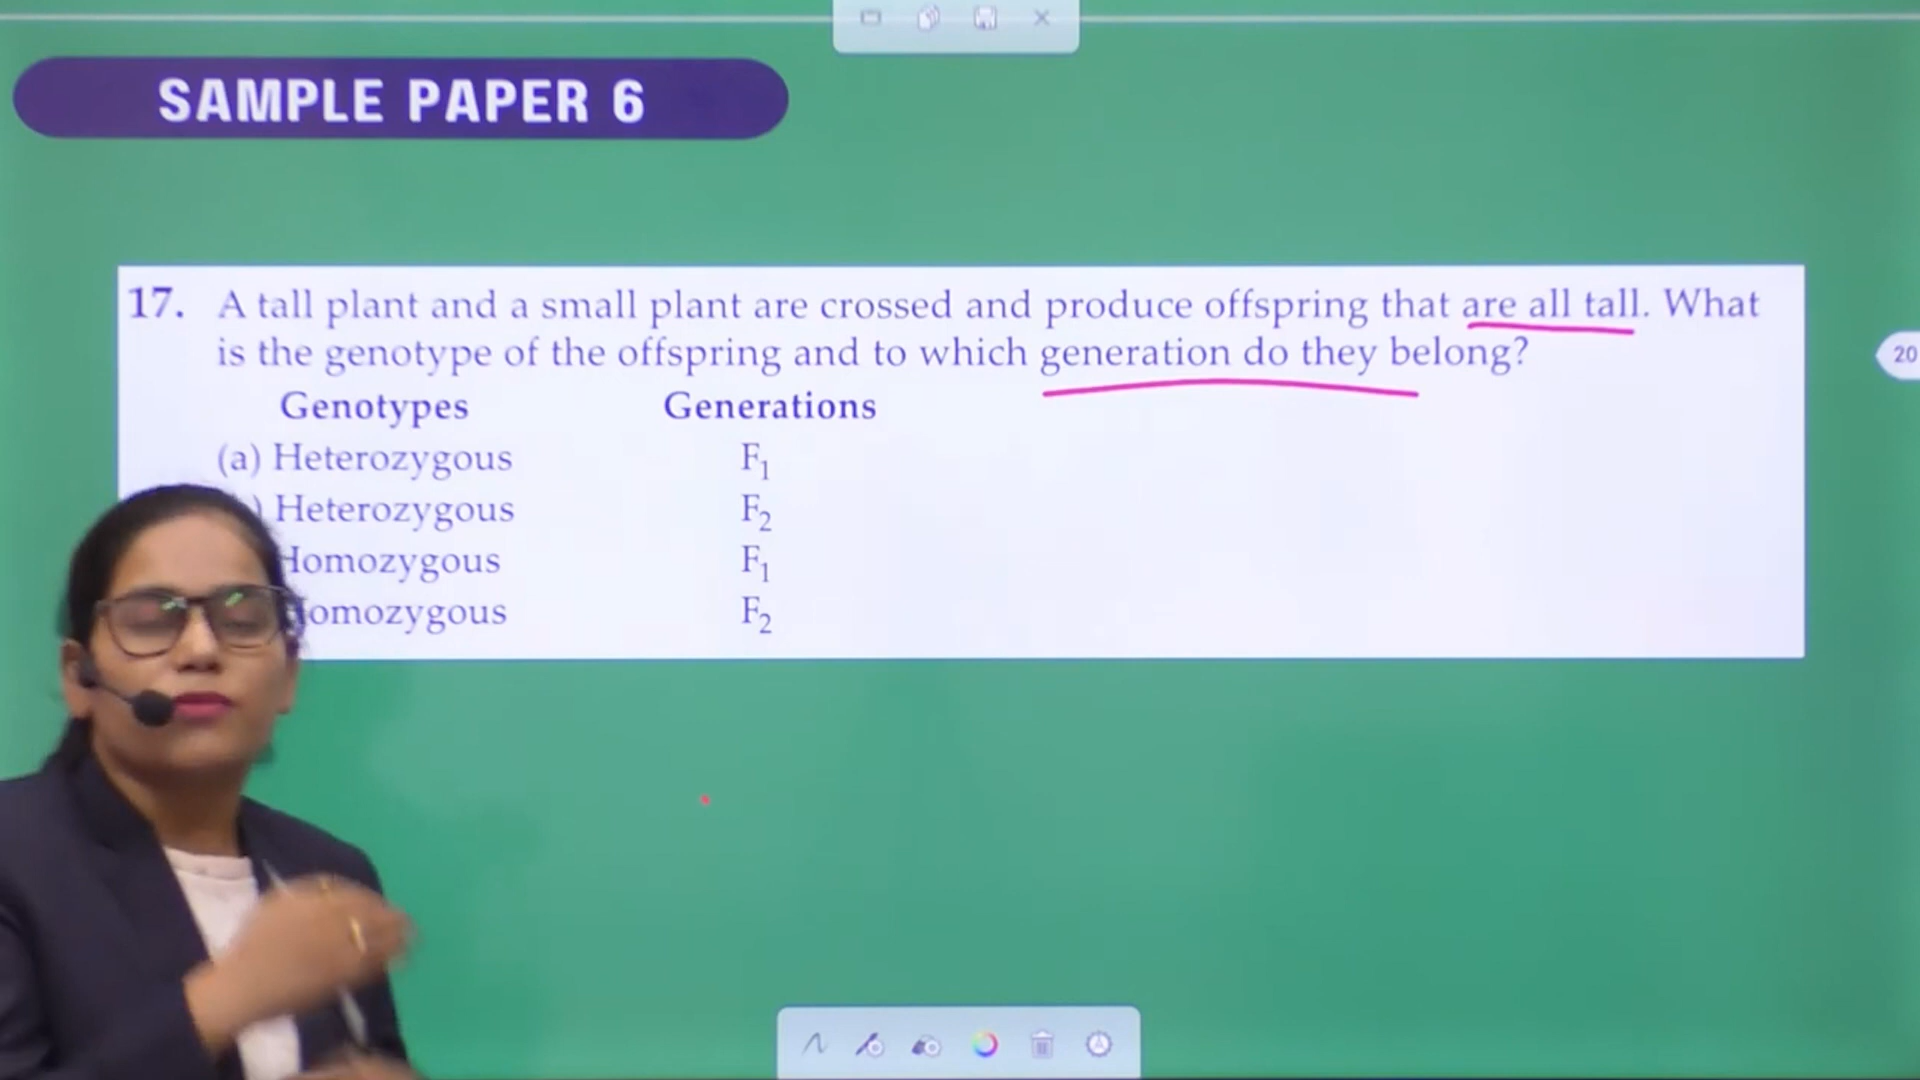 SAMPLE PAPER 6
17. A tall plant and a small plant are crossed and produce offspring that are all tall. What
is the genotype of the offspring and to which generation do they belong?
Genotypes Generations
(a) Heterozygous F₁
) Heterozygous F₂
Homozygous F₁
omozygous F₂
20